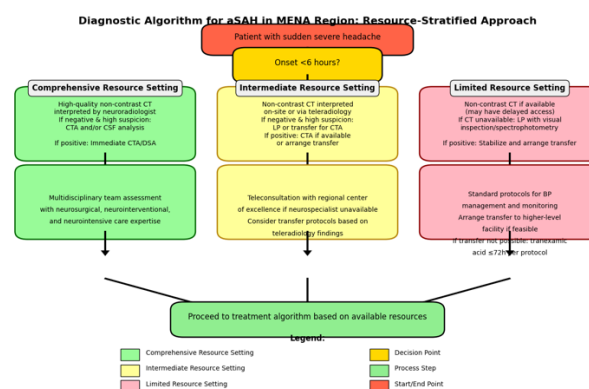 Diagnostic Algorithm for aSAH in MENA Region: Resource-Stratified Approach
Patient with sudden severe headache
Onset <6 hours?
Comprehensive Resource Setting
High-quality non-contrast CT
interpreted by neuroradiologist
If negative & high suspicion:
CTA and/or CSF analysis
If positive: Immediate CTA/DSA
Multidisciplinary team assessment
with neurosurgical, neurointerventional,
and neurointensive care expertise
Intermediate Resource Setting
Non-contrast CT interpreted
on-site or via teleradiology
If negative & high suspicion:
LP or transfer for CTA
If positive: CTA if available
or arrange transfer
Teleconsultation with regional center
of excellence if neurospecialist unavailable
Consider transfer protocols based on
teleradiology findings
Limited Resource Setting
Non-contrast CT if available
(may have delayed access)
If CT unavailable: LP with visual
inspection/spectrophotometry
If positive: Stabilize and arrange transfer
Standard protocols for BP
management and monitoring
Arrange transfer to higher-level
facility if feasible
If transfer not possible: tranexamic
acid ≤72h per protocol
Proceed to treatment algorithm based on available resources
Legend:
Comprehensive Resource Setting
Intermediate Resource Setting
Limited Resource Setting
Decision Point
Process Step
Start/End Point